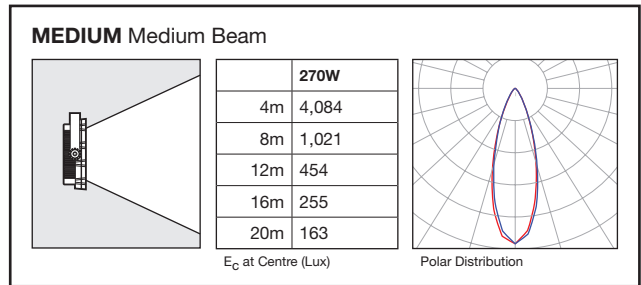 MEDIUM Medium Beam
270W
4m 4,084
8m 1,021
12m 454
16m 255
20m 163
EC at Centre (Lux)
Polar Distribution